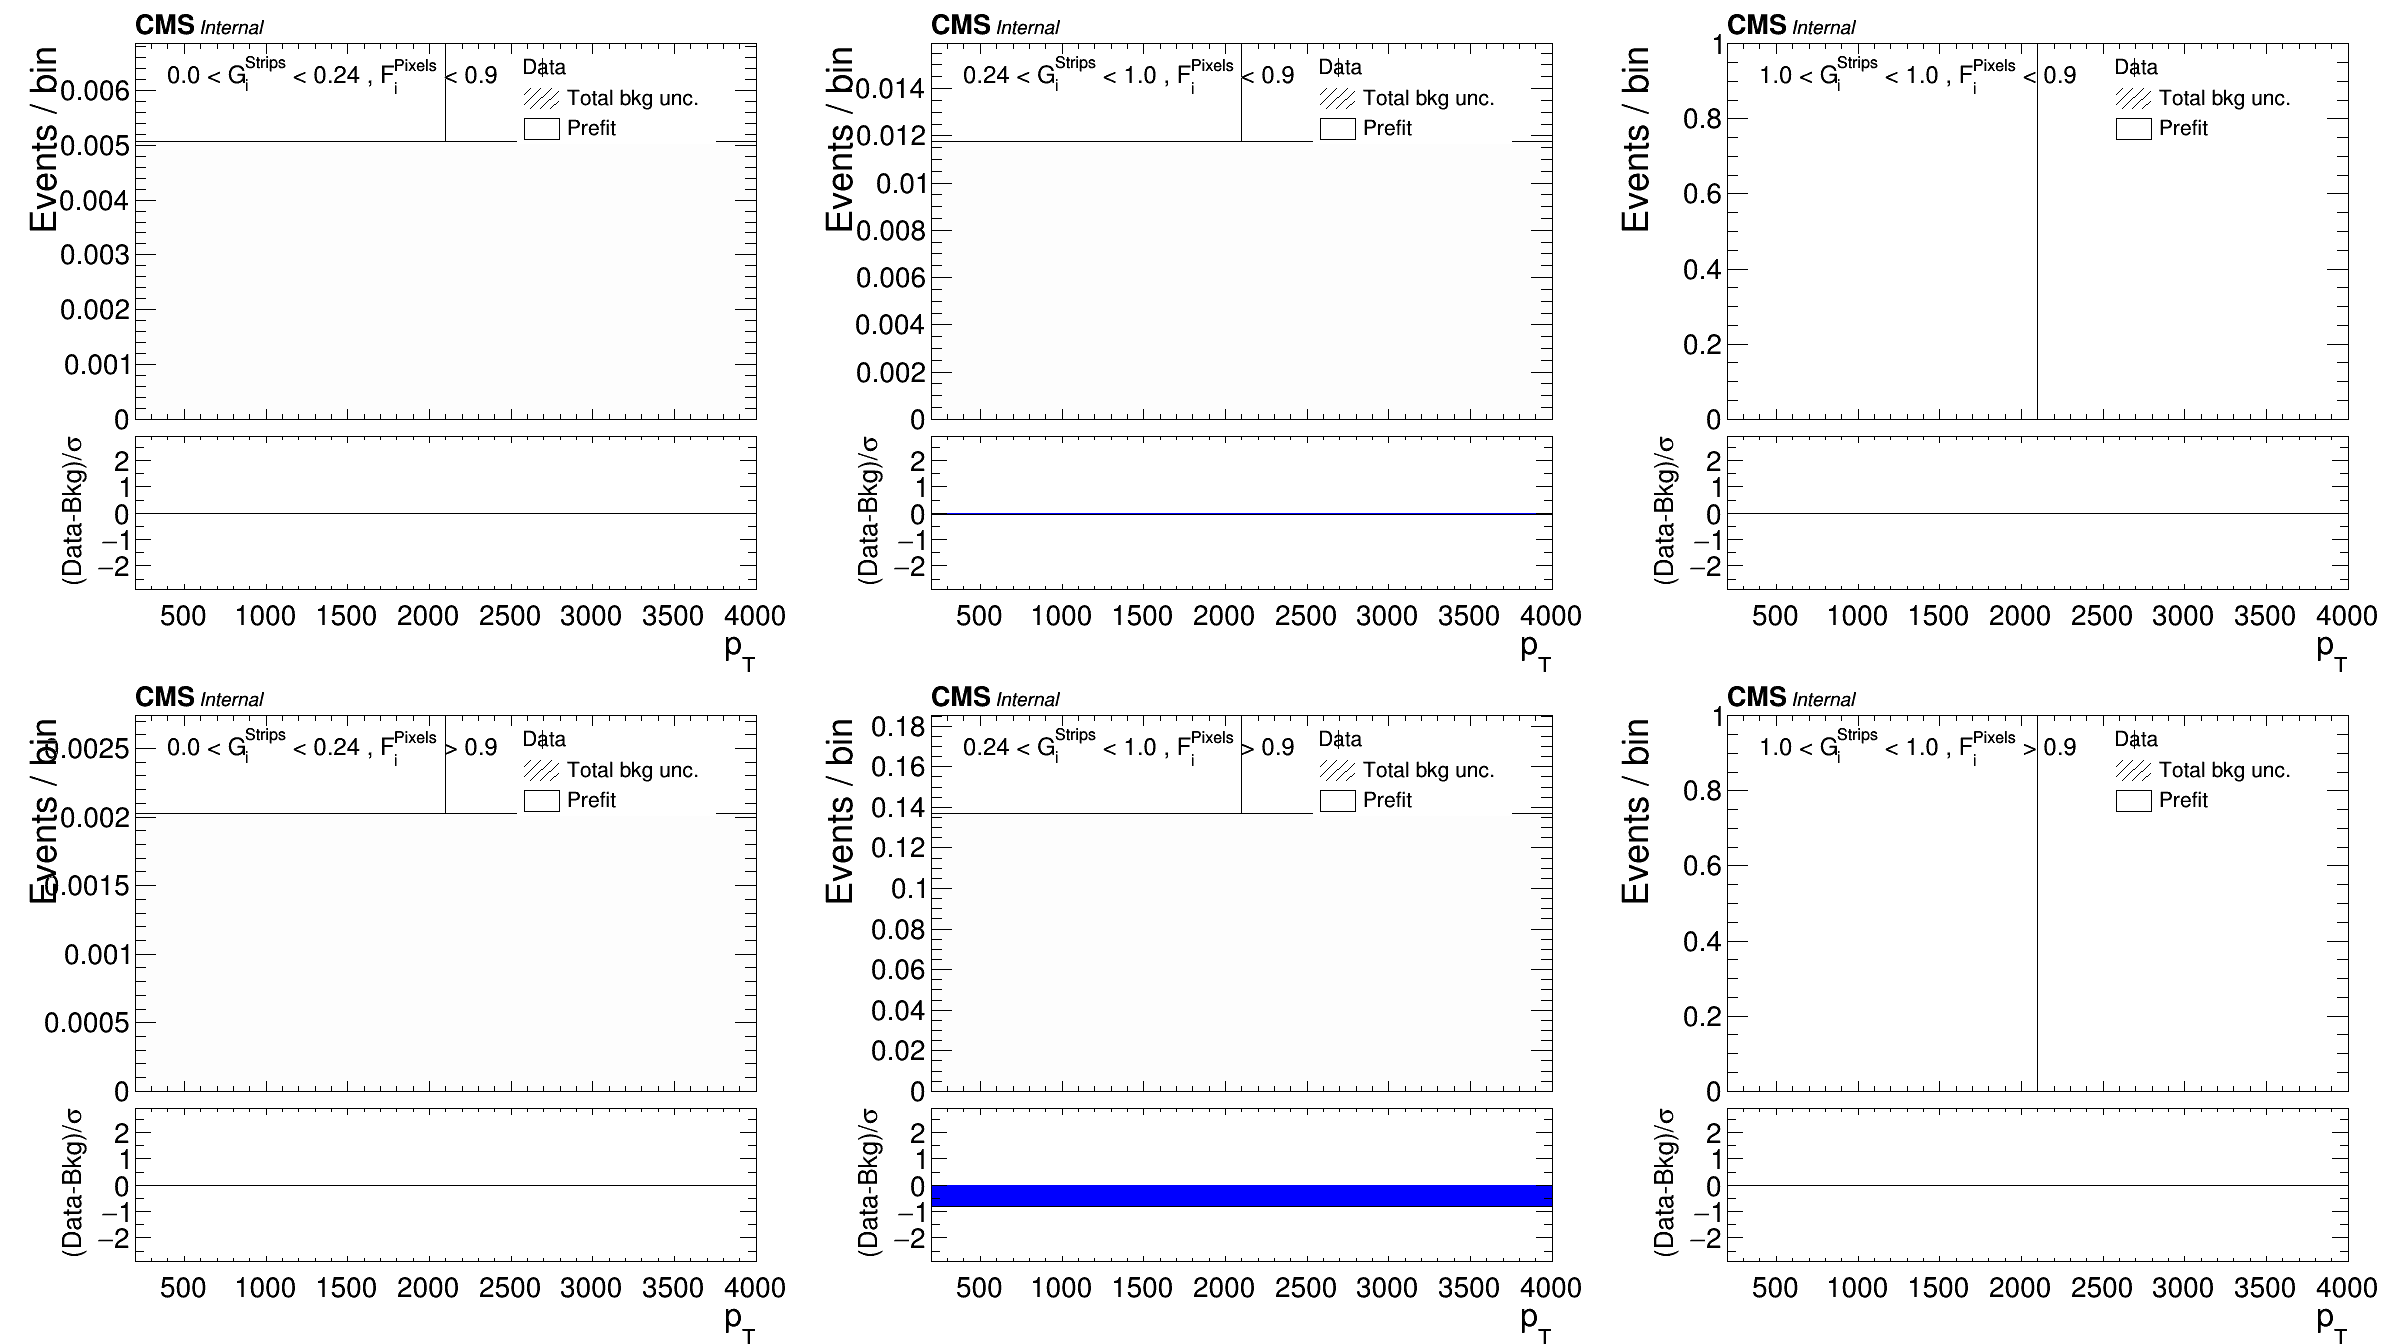 CMS Internal
0.0 < G_i^Strips < 0.24 , F_i^Pixels < 0.9
Data
Total bkg unc.
Prefit
Events / bin
0.006
0.005
0.004
0.003
0.002
0.001
0
(Data-Bkg)/σ
2
1
0
−1
−2
500 1000 1500 2000 2500 3000 3500 4000
p_T
CMS Internal
0.24 < G_i^Strips < 1.0 , F_i^Pixels < 0.9
Data
Total bkg unc.
Prefit
Events / bin
0.014
0.012
0.01
0.008
0.006
0.004
0.002
0
(Data-Bkg)/σ
2
1
0
−1
−2
500 1000 1500 2000 2500 3000 3500 4000
p_T
CMS Internal
1.0 < G_i^Strips < 1.0 , F_i^Pixels < 0.9
Data
Total bkg unc.
Prefit
Events / bin
1
0.8
0.6
0.4
0.2
0
(Data-Bkg)/σ
2
1
0
−1
−2
500 1000 1500 2000 2500 3000 3500 4000
p_T
CMS Internal
0.0 < G_i^Strips < 0.24 , F_i^Pixels > 0.9
Data
Total bkg unc.
Prefit
Events / bin
0.0025
0.002
0.0015
0.001
0.0005
0
(Data-Bkg)/σ
2
1
0
−1
−2
500 1000 1500 2000 2500 3000 3500 4000
p_T
CMS Internal
0.24 < G_i^Strips < 1.0 , F_i^Pixels > 0.9
Data
Total bkg unc.
Prefit
Events / bin
0.18
0.16
0.14
0.12
0.1
0.08
0.06
0.04
0.02
0
(Data-Bkg)/σ
2
1
0
−1
−2
500 1000 1500 2000 2500 3000 3500 4000
p_T
CMS Internal
1.0 < G_i^Strips < 1.0 , F_i^Pixels > 0.9
Data
Total bkg unc.
Prefit
Events / bin
1
0.8
0.6
0.4
0.2
0
(Data-Bkg)/σ
2
1
0
−1
−2
500 1000 1500 2000 2500 3000 3500 4000
p_T